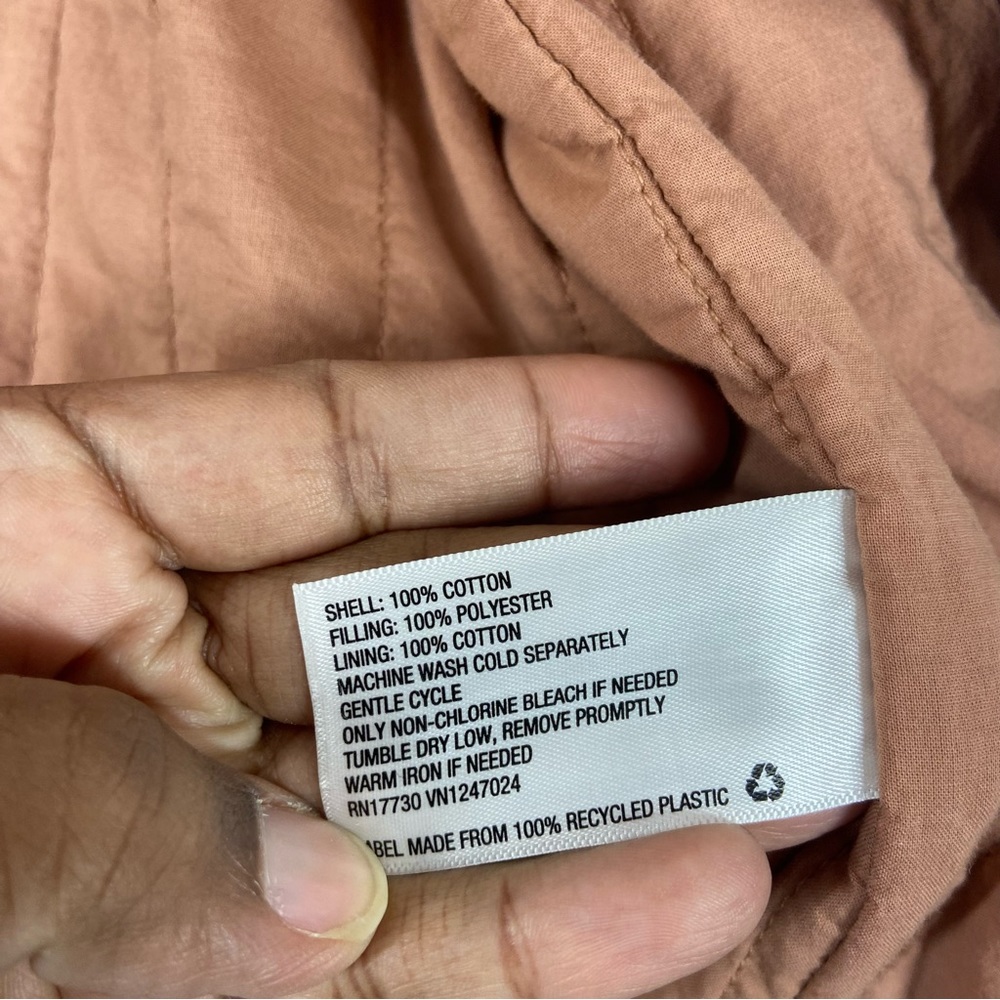 SHELL: 100% COTTON
FILLING: 100% POLYESTER
LINING: 100% COTTON
MACHINE WASH COLD SEPARATELY
GENTLE CYCLE
ONLY NON-CHLORINE BLEACH IF NEEDED
TUMBLE DRY LOW, REMOVE PROMPTLY
WARM IRON IF NEEDED
RN17730 VN1247024
ABEL MADE FROM 100% RECYCLED PLASTIC